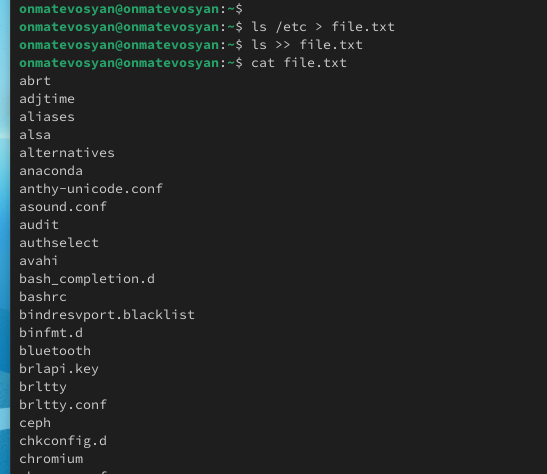 onmatevosyan@onmatevosyan:~$
onmatevosyan@onmatevosyan:~$ ls /etc > file.txt
onmatevosyan@onmatevosyan:~$ ls >> file.txt
onmatevosyan@onmatevosyan:~$ cat file.txt
abrt
adjtime
aliases
alsa
alternatives
anaconda
anthy-unicode.conf
asound.conf
audit
authselect
avahi
bash_completion.d
bashrc
bindresvport.blacklist
binfmt.d
bluetooth
brlapi.key
brltty
brltty.conf
ceph
chkconfig.d
chromium